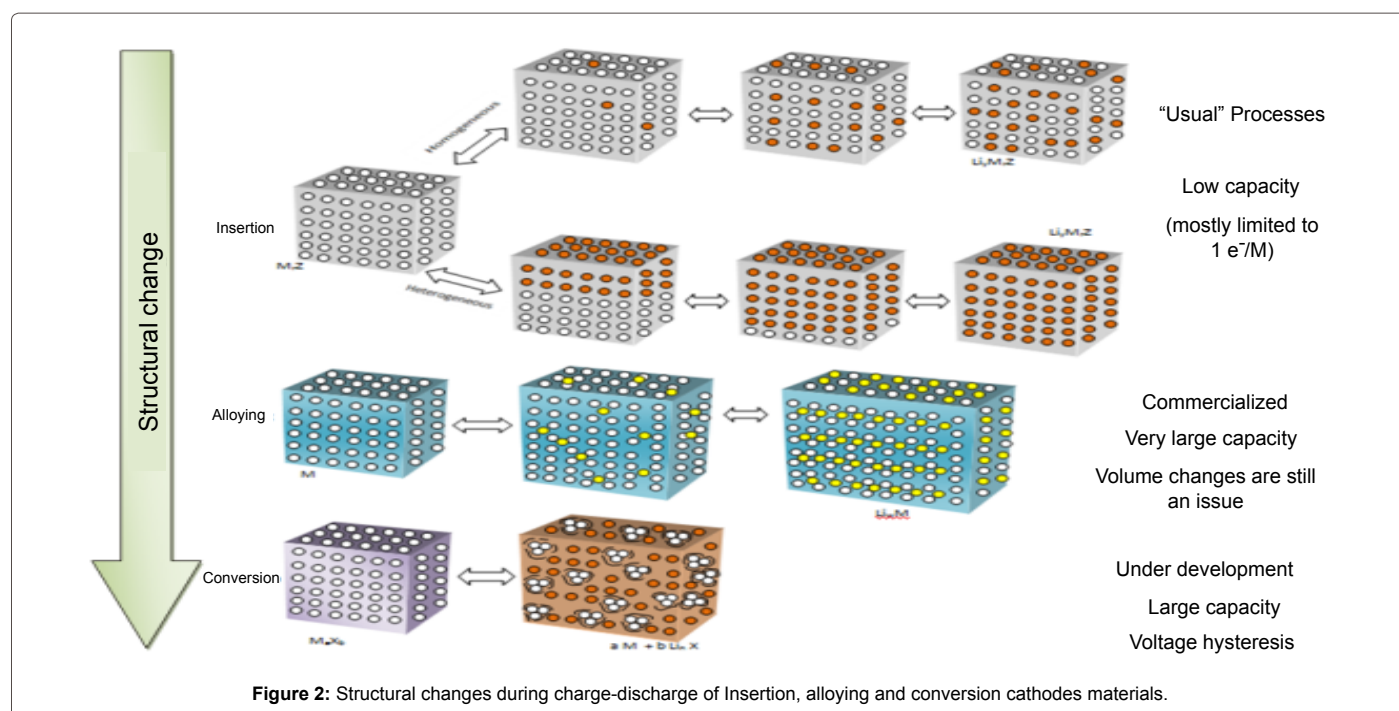 Structural change
Homogeneous
LiₓMᵧZ
"Usual" Processes
Low capacity
(mostly limited to
1 e⁻/M)
Insertion
Heterogeneous
Alloying
M
Commercialized
Very large capacity
Volume changes are still
an issue
Conversion
Under development
Large capacity
Voltage hysteresis
Figure 2: Structural changes during charge-discharge of Insertion, alloying and conversion cathodes materials.